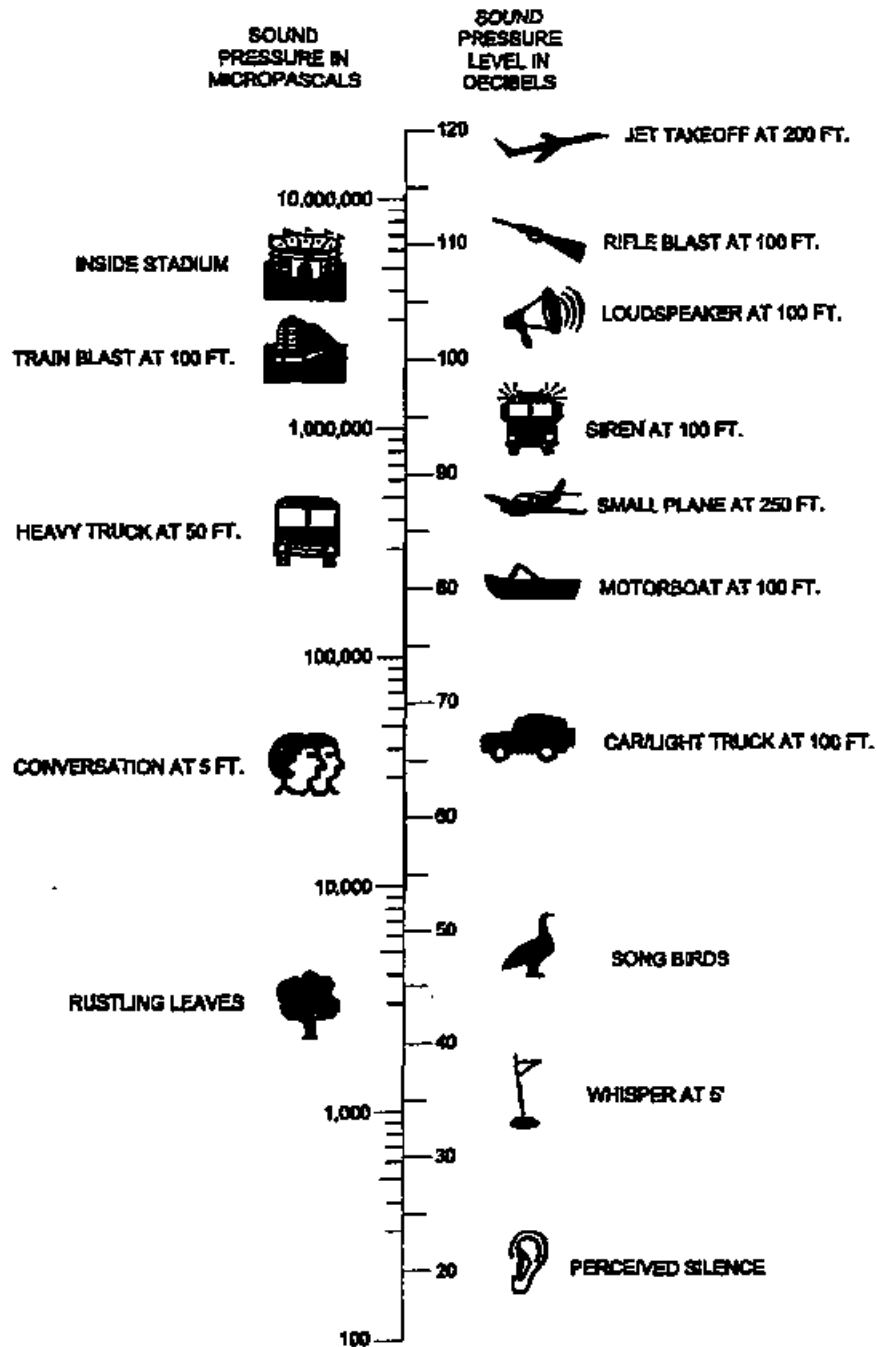 SOUND
PRESSURE IN
MICROPASCALS
SOUND
PRESSURE
LEVEL IN
DECIBELS
120
JET TAKEOFF AT 200 FT.
10,000,000
110
RIFLE BLAST AT 100 FT.
INSIDE STADIUM
LOUDSPEAKER AT 100 FT.
TRAIN BLAST AT 100 FT.
100
1,000,000
SIREN AT 100 FT.
90
SMALL PLANE AT 250 FT.
HEAVY TRUCK AT 50 FT.
80
MOTORBOAT AT 100 FT.
100,000
70
CAR/LIGHT TRUCK AT 100 FT.
CONVERSATION AT 5 FT.
60
10,000
50
SONG BIRDS
RUSTLING LEAVES
40
WHISPER AT 5'
1,000
30
20
PERCEIVED SILENCE
100